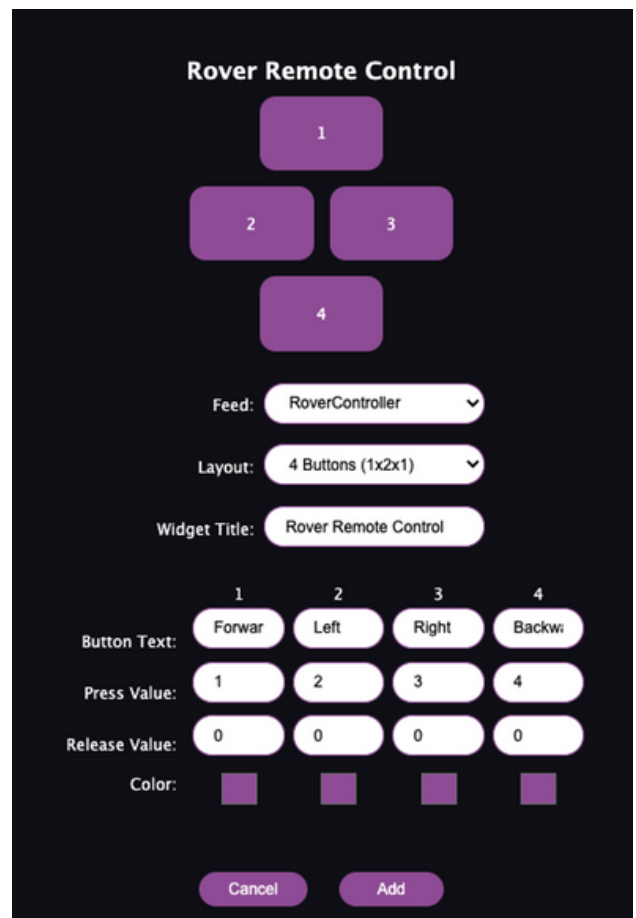 Rover Remote Control
1
2 3
4
Feed: RoverController
Layout: 4 Buttons (1x2x1)
Widget Title: Rover Remote Control
1 2 3 4
Button Text: Forwar Left Right Backwa
Press Value: 1 2 3 4
Release Value: 0 0 0 0
Color:
Cancel Add